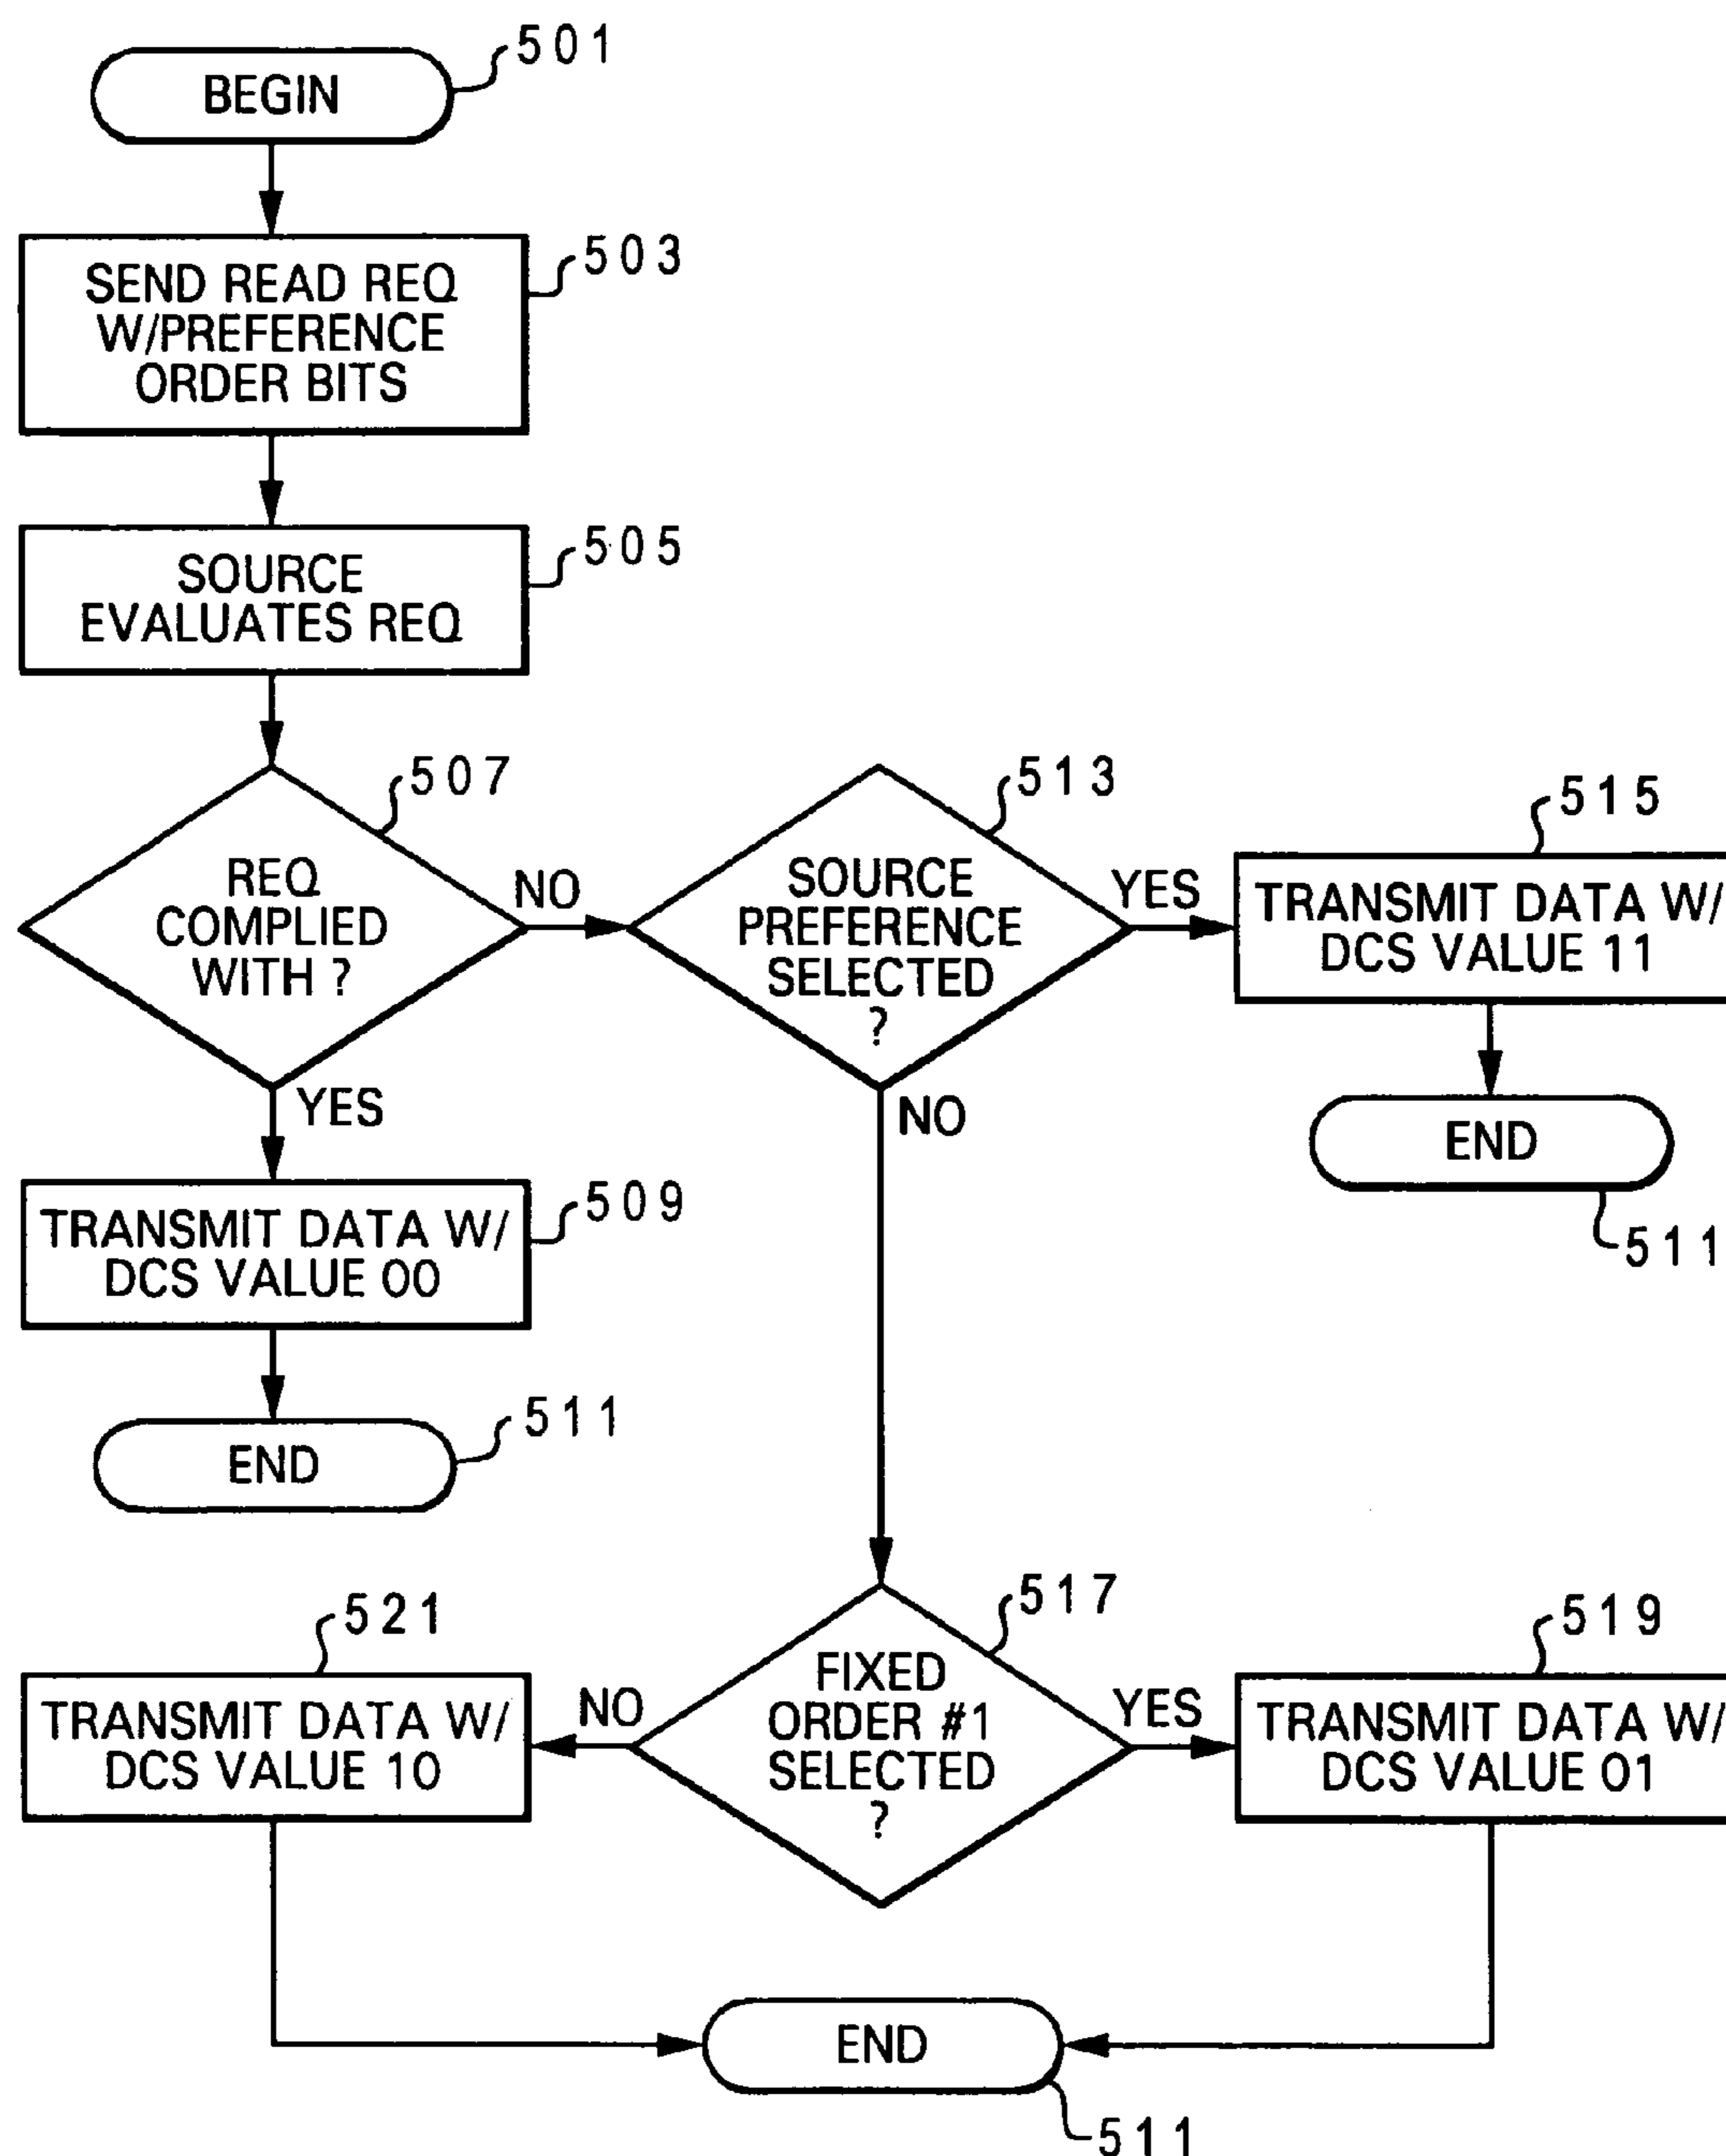 BEGIN
501
SEND READ REQ
W/PREFERENCE
ORDER BITS
503
SOURCE
EVALUATES REQ
505
REQ
COMPLIED
WITH ?
507
NO
YES
SOURCE
PREFERENCE
SELECTED
?
513
YES
NO
TRANSMIT DATA W/
DCS VALUE 11
515
END
511
TRANSMIT DATA W/
DCS VALUE 00
509
END
511
FIXED
ORDER #1
SELECTED
?
517
NO
YES
TRANSMIT DATA W/
DCS VALUE 10
521
TRANSMIT DATA W/
DCS VALUE 01
519
END
511